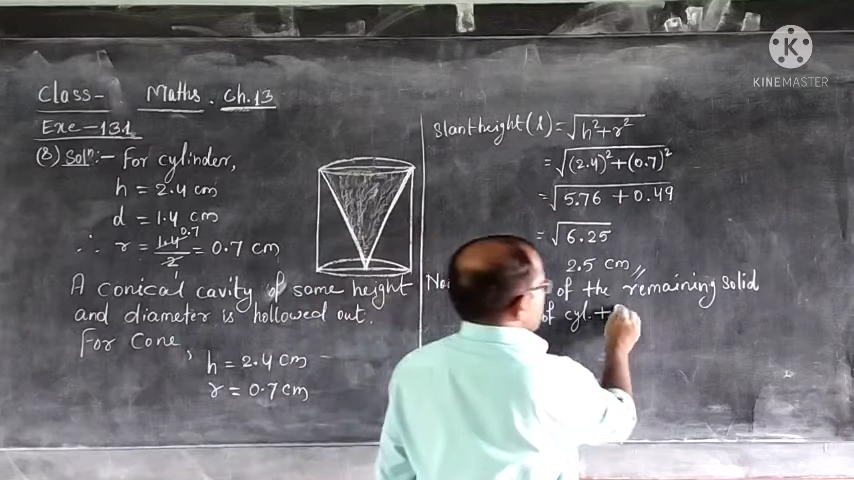 Class- Maths. Ch.13
Exe-13.1
(8) Solⁿ:- For cylinder,
h = 2.4 cm
d = 1.4 cm
∴ r = 1.4/2 0.7 1 = 0.7 cm
A conical cavity of same height
and diameter is hollowed out.
For Cone,
h = 2.4 cm
r = 0.7 cm
Slant height (l) = √h²+r²
= √(2.4)²+(0.7)²
= √5.76 + 0.49
= √6.25
2.5 cm//
of the remaining solid
of cyl. +
KINEMASTER